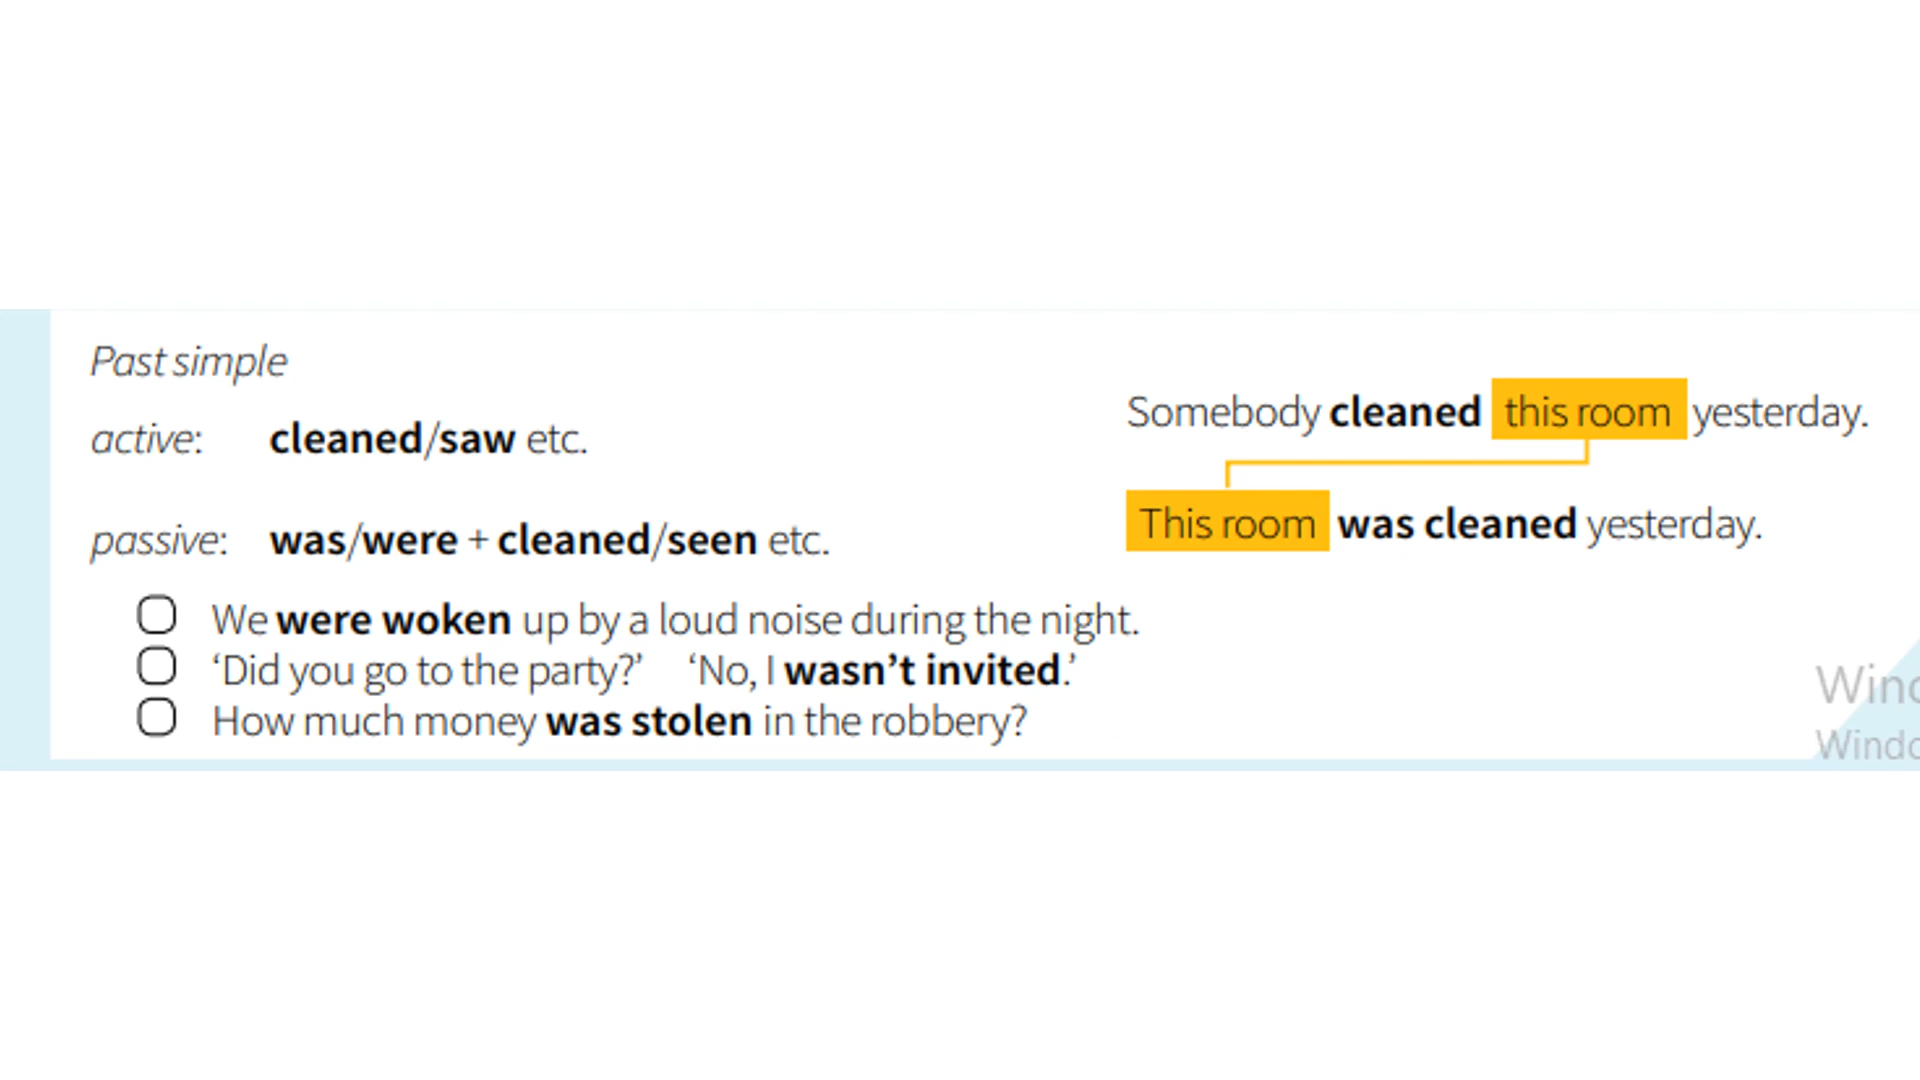 Past simple
active: cleaned/saw etc.
Somebody cleaned this room yesterday.
passive: was/were + cleaned/seen etc.
This room was cleaned yesterday.
We were woken up by a loud noise during the night.
‘Did you go to the party?’ ‘No, I wasn’t invited.’
How much money was stolen in the robbery?